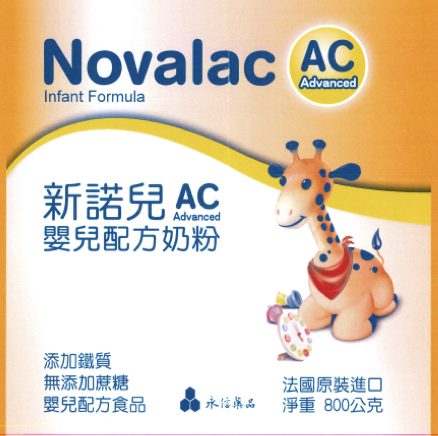 Novalac
AC
Advanced
Infant Formula
新諾兒 AC
Advanced
嬰兒配方奶粉
添加鐵質
無添加蔗糖
嬰兒配方食品
永信藥品
法國原裝進口
淨重 800公克